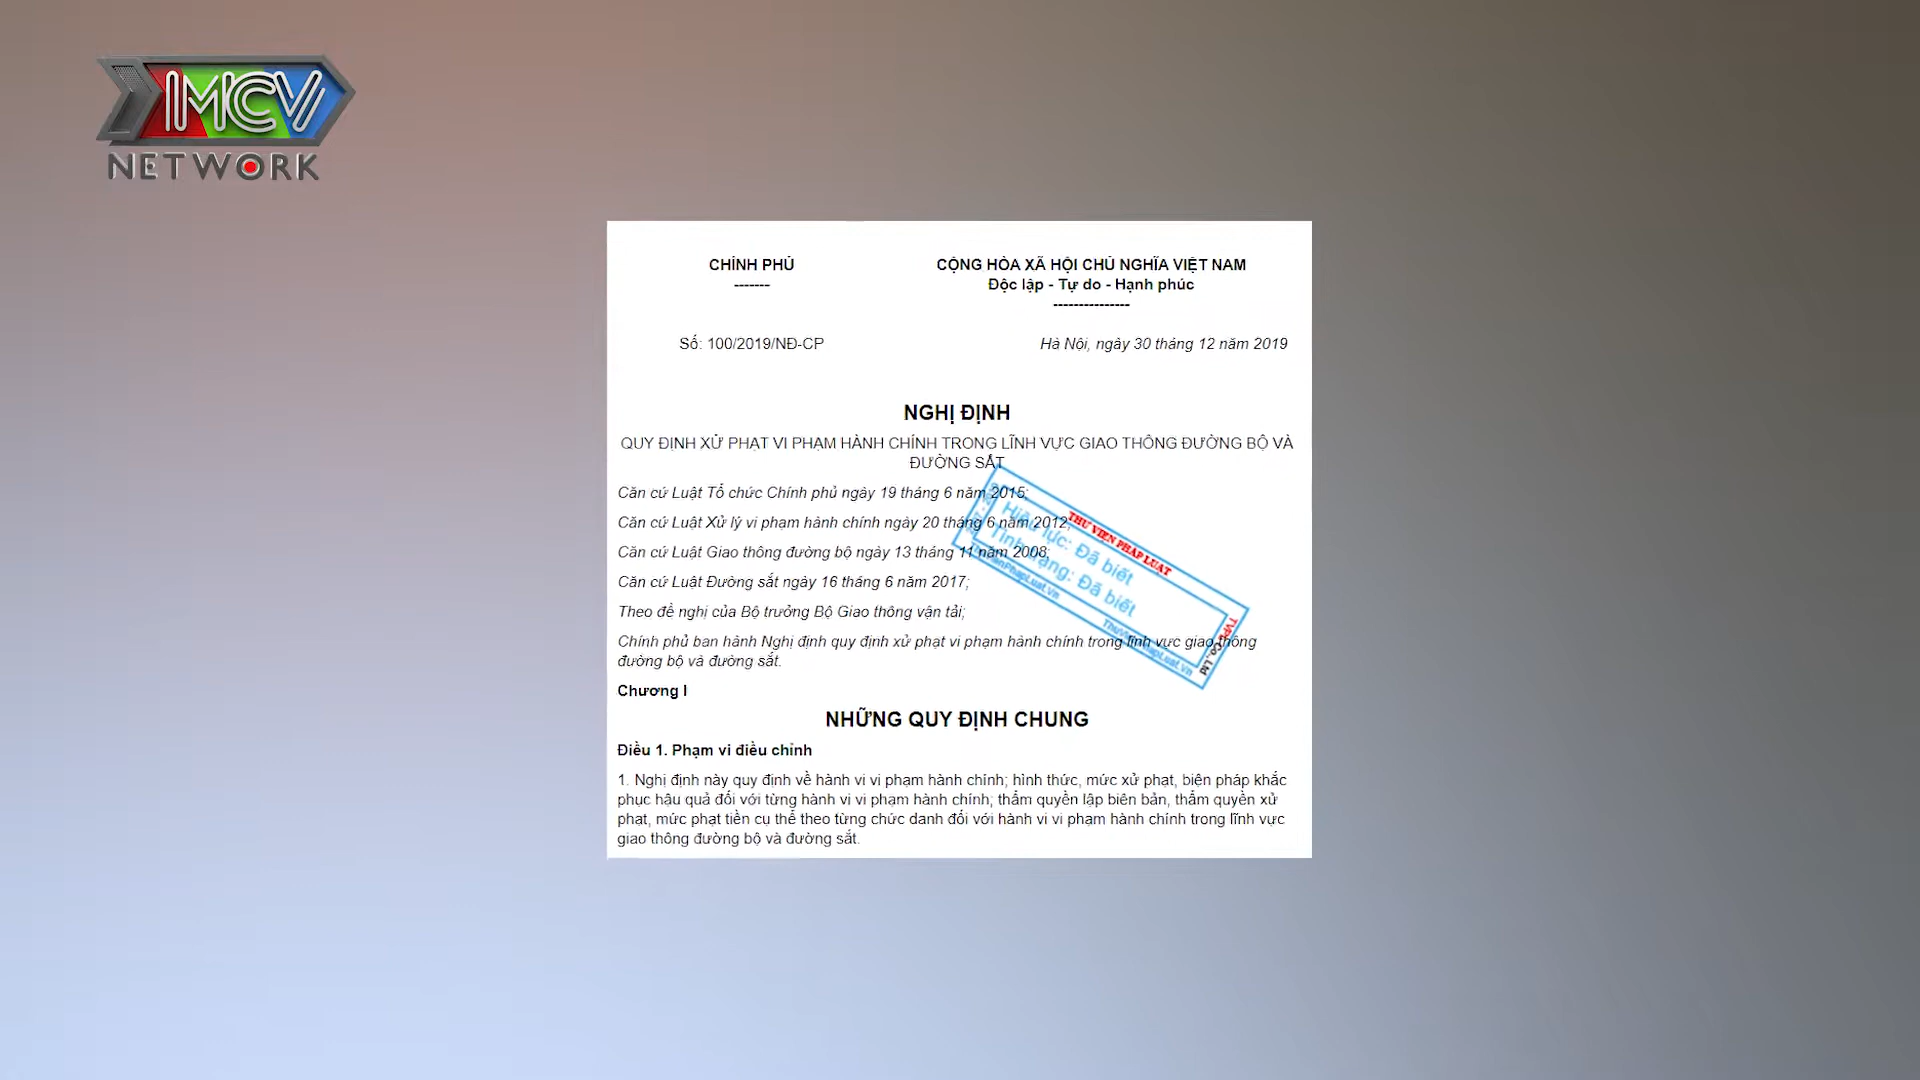 MCV
NETWORK
CHÍNH PHỦ
-------
CỘNG HÒA XÃ HỘI CHỦ NGHĨA VIỆT NAM
Độc lập - Tự do - Hạnh phúc
---------------
Số: 100/2019/NĐ-CP
Hà Nội, ngày 30 tháng 12 năm 2019
NGHỊ ĐỊNH
QUY ĐỊNH XỬ PHẠT VI PHẠM HÀNH CHÍNH TRONG LĨNH VỰC GIAO THÔNG ĐƯỜNG BỘ VÀ
ĐƯỜNG SẮT
Căn cứ Luật Tổ chức Chính phủ ngày 19 tháng 6 năm 2015;
Căn cứ Luật Xử lý vi phạm hành chính ngày 20 tháng 6 năm 2012;
Căn cứ Luật Giao thông đường bộ ngày 13 tháng 11 năm 2008;
Căn cứ Luật Đường sắt ngày 16 tháng 6 năm 2017;
Theo đề nghị của Bộ trưởng Bộ Giao thông vận tải;
Chính phủ ban hành Nghị định quy định xử phạt vi phạm hành chính trong lĩnh vực giao thông
đường bộ và đường sắt.
THƯ VIỆN PHÁP LUẬT
Hiệu lực: Đã biết
Tình trạng: Đã biết
ThuVienPhapLuat.Vn
ThuVienPhapLuat.Vn
TVPL Co., Ltd
Chương I
NHỮNG QUY ĐỊNH CHUNG
Điều 1. Phạm vi điều chỉnh
1. Nghị định này quy định về hành vi vi phạm hành chính; hình thức, mức xử phạt, biện pháp khắc
phục hậu quả đối với từng hành vi vi phạm hành chính; thẩm quyền lập biên bản, thẩm quyền xử
phạt, mức phạt tiền cụ thể theo từng chức danh đối với hành vi vi phạm hành chính trong lĩnh vực
giao thông đường bộ và đường sắt.